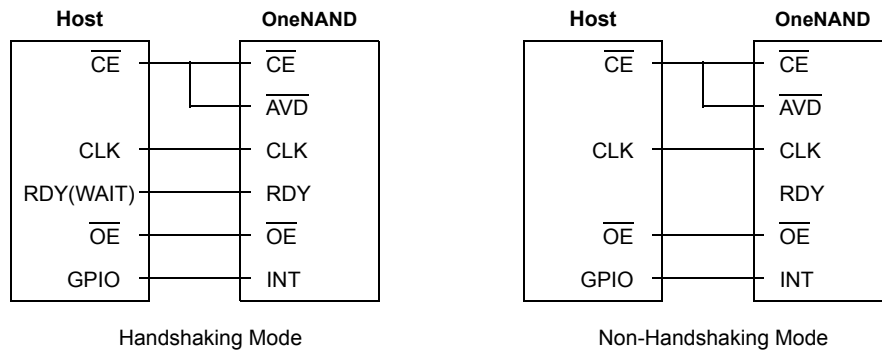 Host
OneNAND
CE
CE
AVD
CLK
CLK
RDY(WAIT)
RDY
OE
OE
GPIO
INT
Handshaking Mode
Host
OneNAND
CE
CE
AVD
CLK
CLK
RDY
OE
OE
GPIO
INT
Non-Handshaking Mode